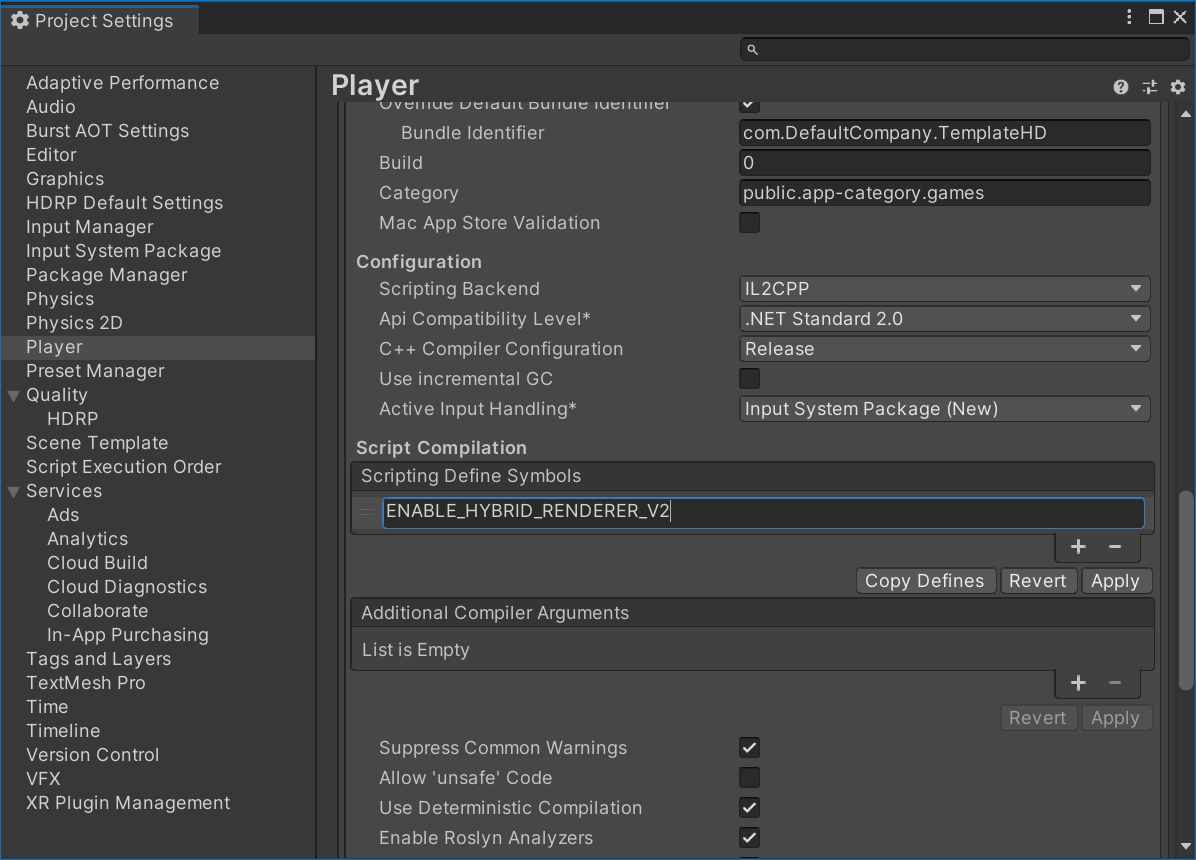 Project Settings
Adaptive Performance
Audio
Burst AOT Settings
Editor
Graphics
HDRP Default Settings
Input Manager
Input System Package
Package Manager
Physics
Physics 2D
Player
Preset Manager
Quality
HDRP
Scene Template
Script Execution Order
Services
Ads
Analytics
Cloud Build
Cloud Diagnostics
Collaborate
In-App Purchasing
Tags and Layers
TextMesh Pro
Time
Timeline
Version Control
VFX
XR Plugin Management
Player
Override Default Bundle Identifier
Bundle Identifier com.DefaultCompany.TemplateHD
Build 0
Category public.app-category.games
Mac App Store Validation
Configuration
Scripting Backend IL2CPP
Api Compatibility Level* .NET Standard 2.0
C++ Compiler Configuration Release
Use incremental GC
Active Input Handling* Input System Package (New)
Script Compilation
Scripting Define Symbols
ENABLE_HYBRID_RENDERER_V2
+ −
Copy Defines Revert Apply
Additional Compiler Arguments
List is Empty
+ −
Revert Apply
Suppress Common Warnings
Allow 'unsafe' Code
Use Deterministic Compilation
Enable Roslyn Analyzers